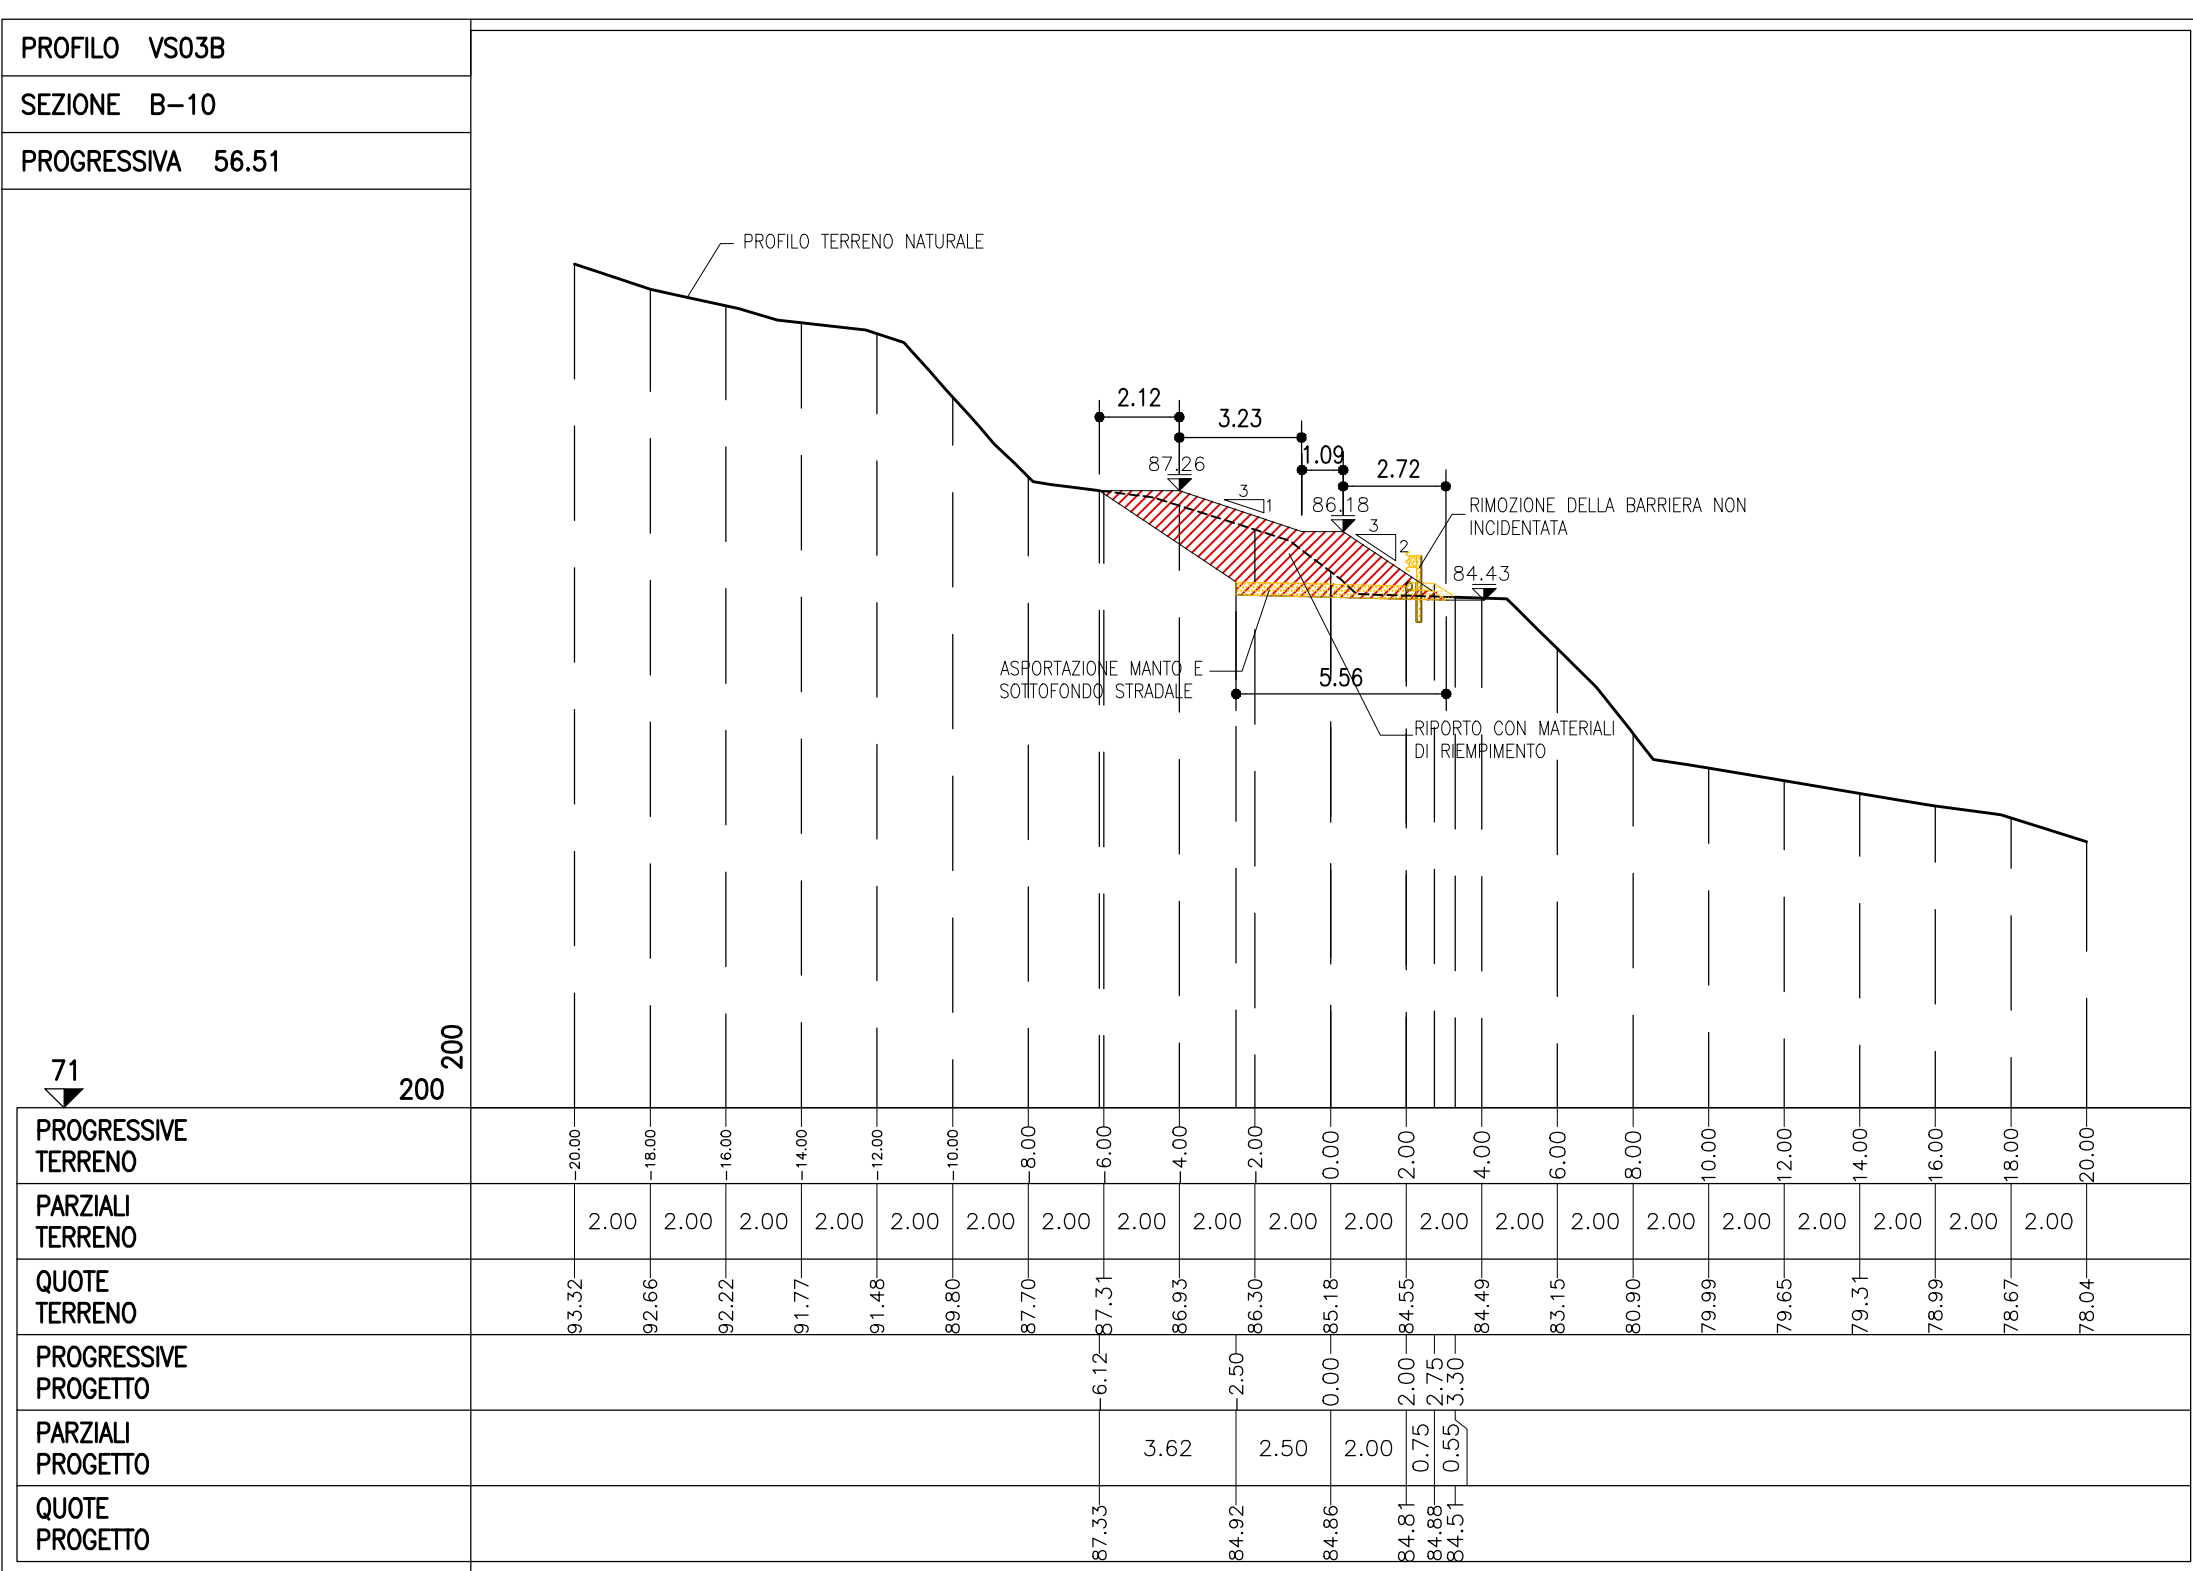 PROFILO VS03B
SEZIONE B-10
PROGRESSIVA 56.51
PROFILO TERRENO NATURALE
2.12
3.23
1.09
2.72
87.26
3
1
86.18
3
2
RIMOZIONE DELLA BARRIERA NON
INCIDENTATA
84.43
ASPORTAZIONE MANTO E
SOTTOFONDO STRADALE
5.56
RIPORTO CON MATERIALI
DI RIEMPIMENTO
71
200
200
PROGRESSIVE
TERRENO
-20.00 -18.00 -16.00 -14.00 -12.00 -10.00 -8.00 -6.00 -4.00 -2.00 0.00 2.00 4.00 6.00 8.00 10.00 12.00 14.00 16.00 18.00 20.00
PARZIALI
TERRENO
2.00 2.00 2.00 2.00 2.00 2.00 2.00 2.00 2.00 2.00 2.00 2.00 2.00 2.00 2.00 2.00 2.00 2.00 2.00 2.00
QUOTE
TERRENO
93.32 92.66 92.22 91.77 91.48 89.80 87.70 87.31 86.93 86.30 85.18 84.55 84.49 83.15 80.90 79.99 79.65 79.31 78.99 78.67 78.04
PROGRESSIVE
PROGETTO
-6.12 -2.50 0.00 2.00 2.75 3.30
PARZIALI
PROGETTO
3.62 2.50 2.00 0.75 0.55
QUOTE
PROGETTO
87.33 84.92 84.86 84.81 84.88 84.51